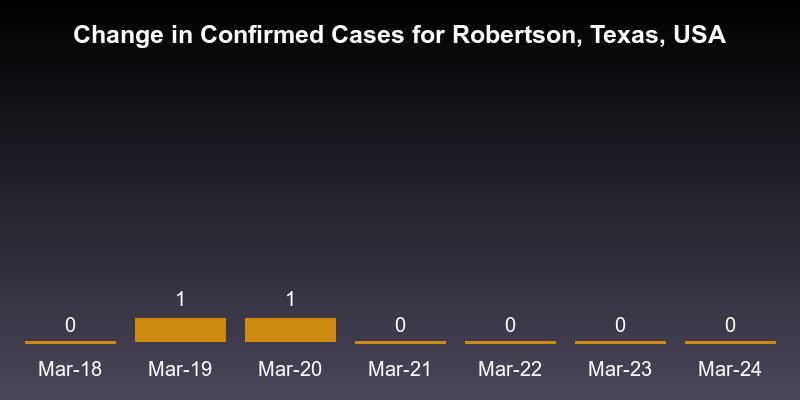 Change in Confirmed Cases for Robertson, Texas, USA
0 1 1 0 0 0 0
Mar-18 Mar-19 Mar-20 Mar-21 Mar-22 Mar-23 Mar-24